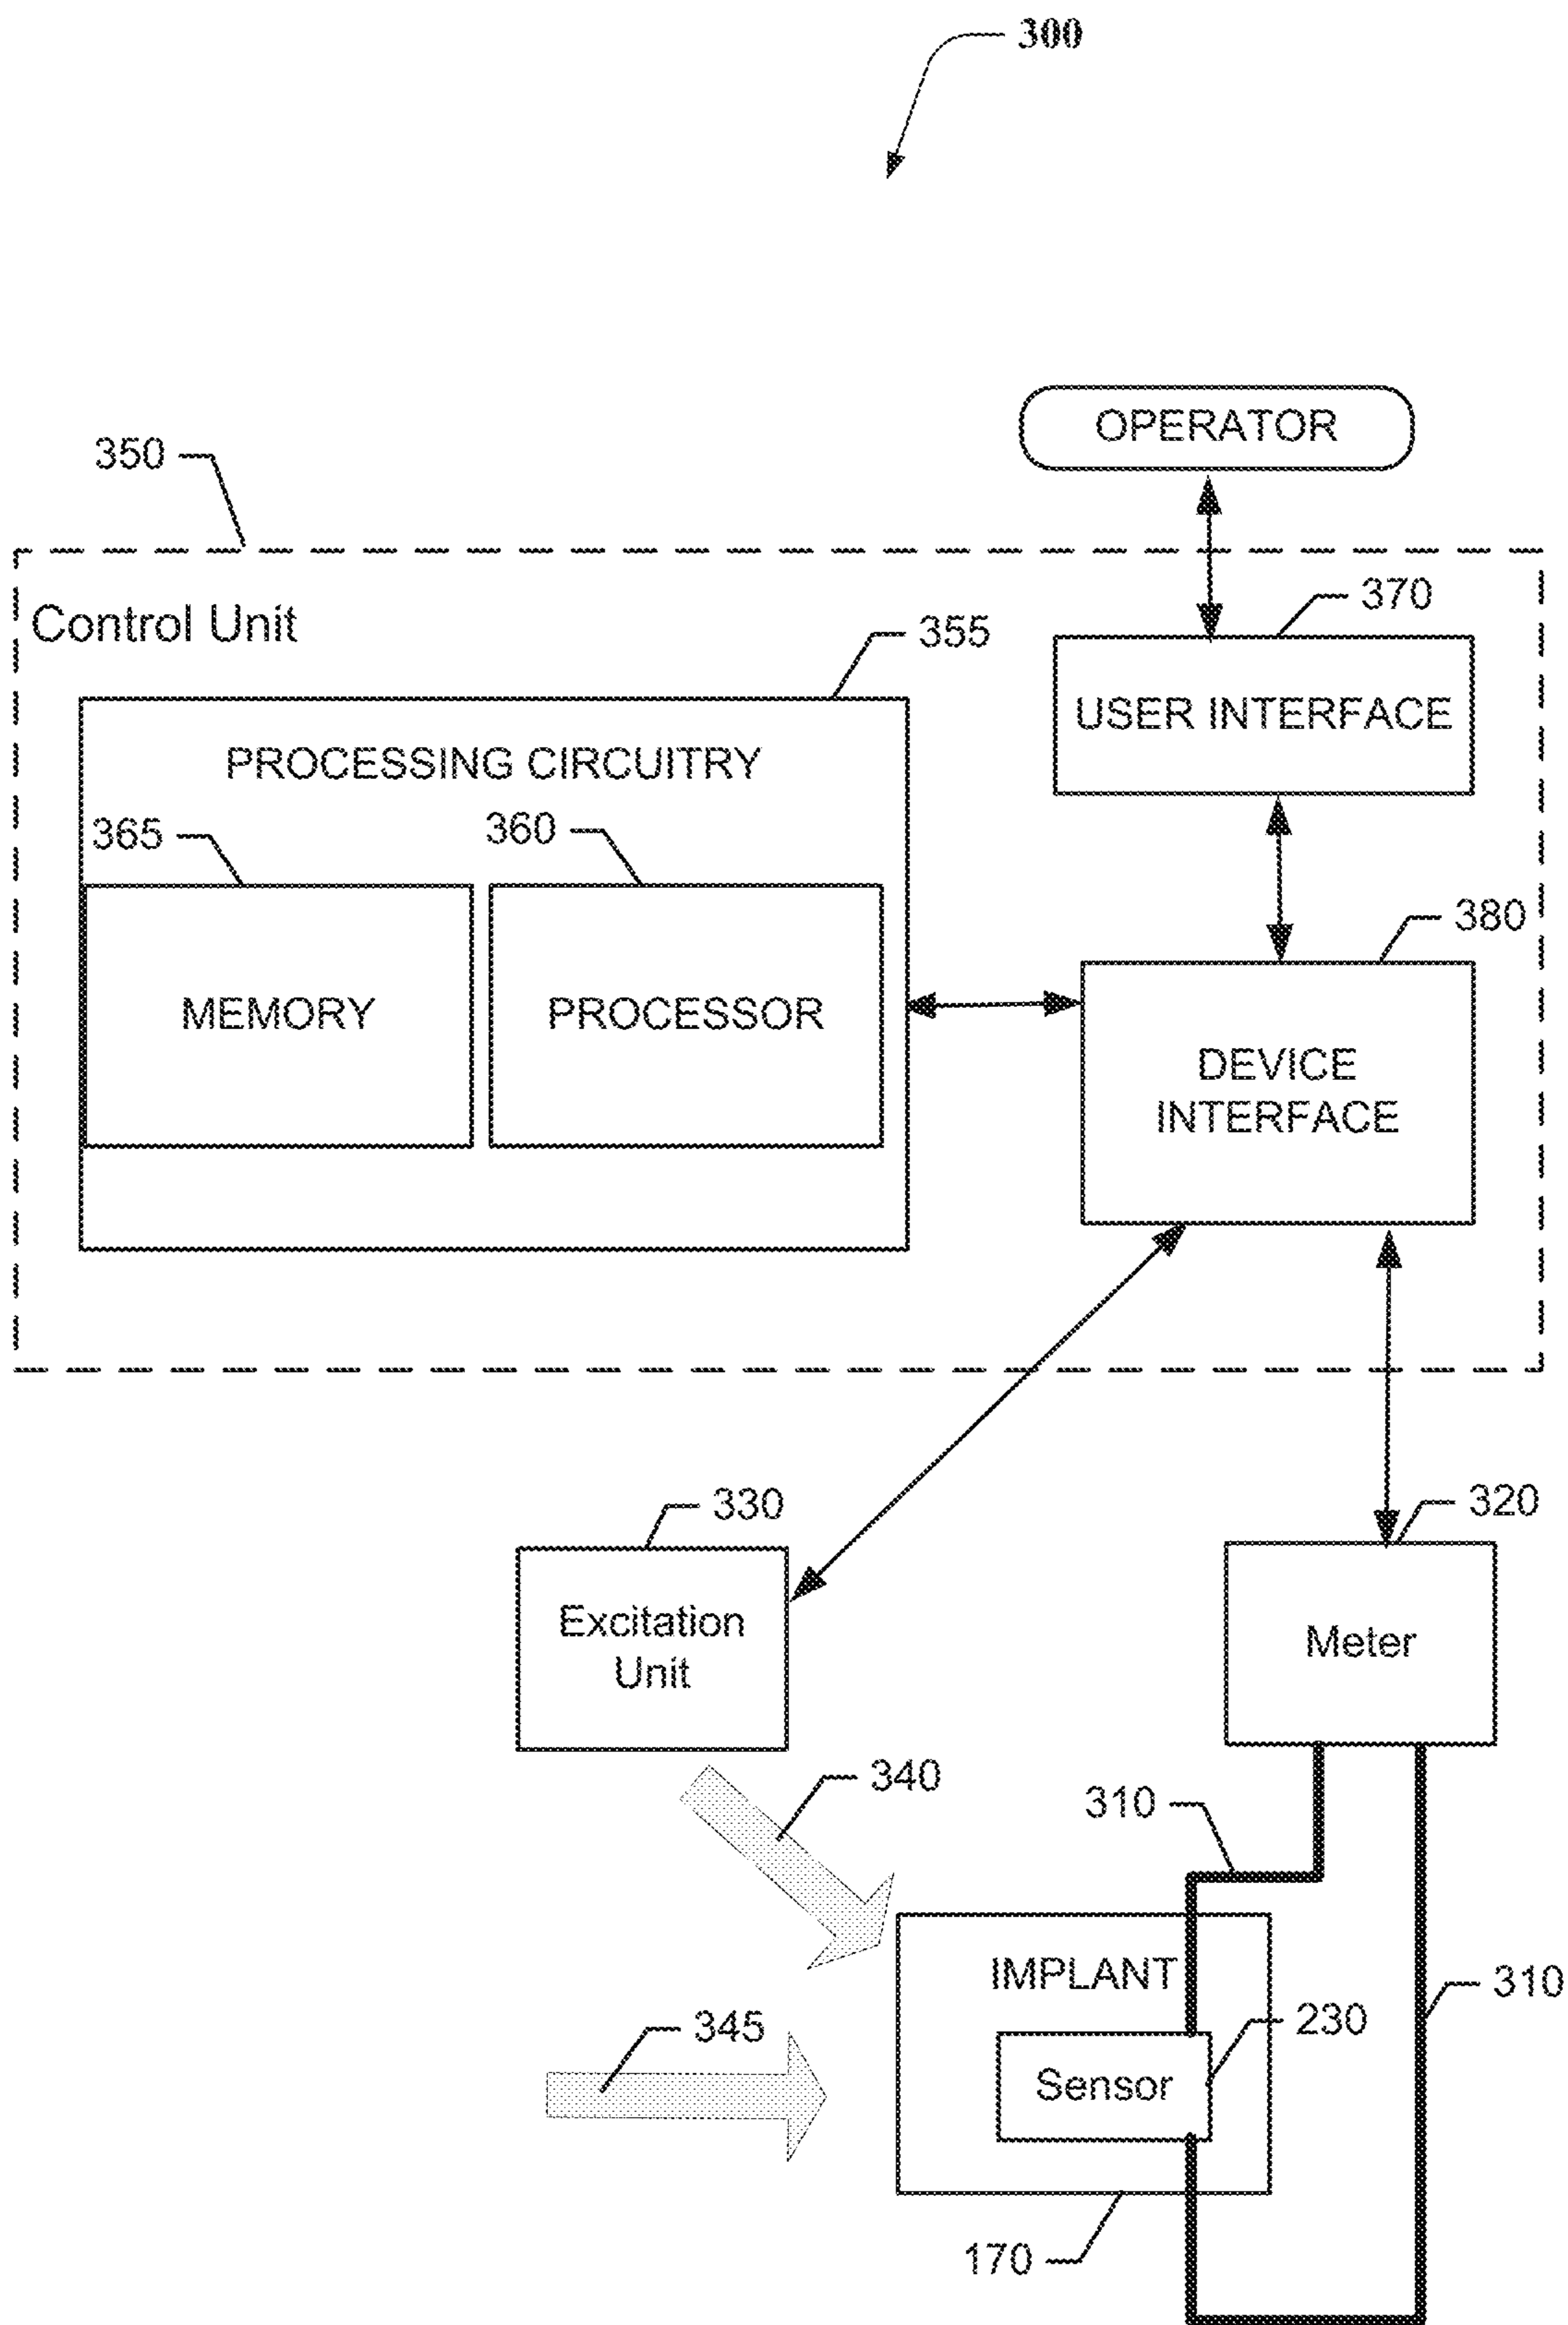 300
OPERATOR
350
370
Control Unit
355
USER INTERFACE
PROCESSING CIRCUITRY
365
360
380
MEMORY
PROCESSOR
DEVICE
INTERFACE
330
320
Excitation
Unit
Meter
340
310
IMPLANT
310
345
230
Sensor
170